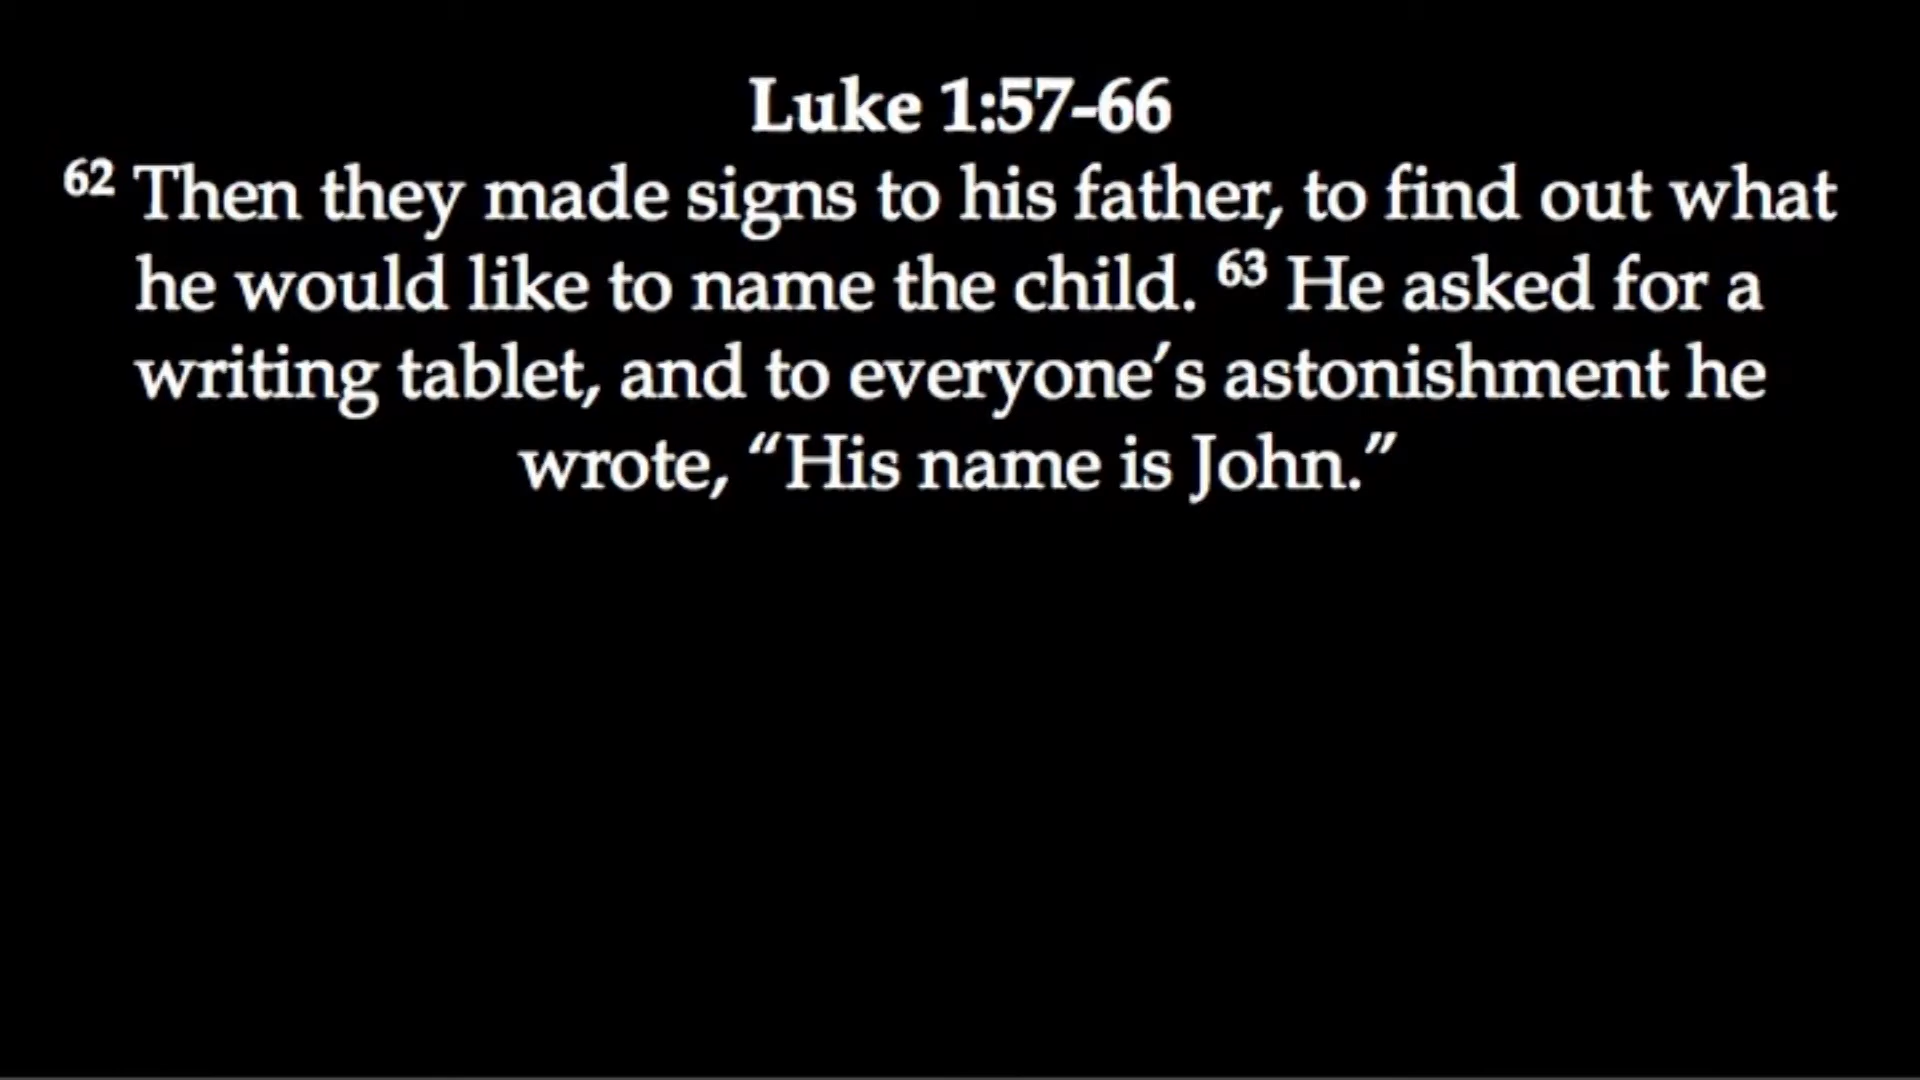 Luke 1:57-66
62 Then they made signs to his father, to find out what
he would like to name the child. 63 He asked for a
writing tablet, and to everyone’s astonishment he
wrote, “His name is John.”